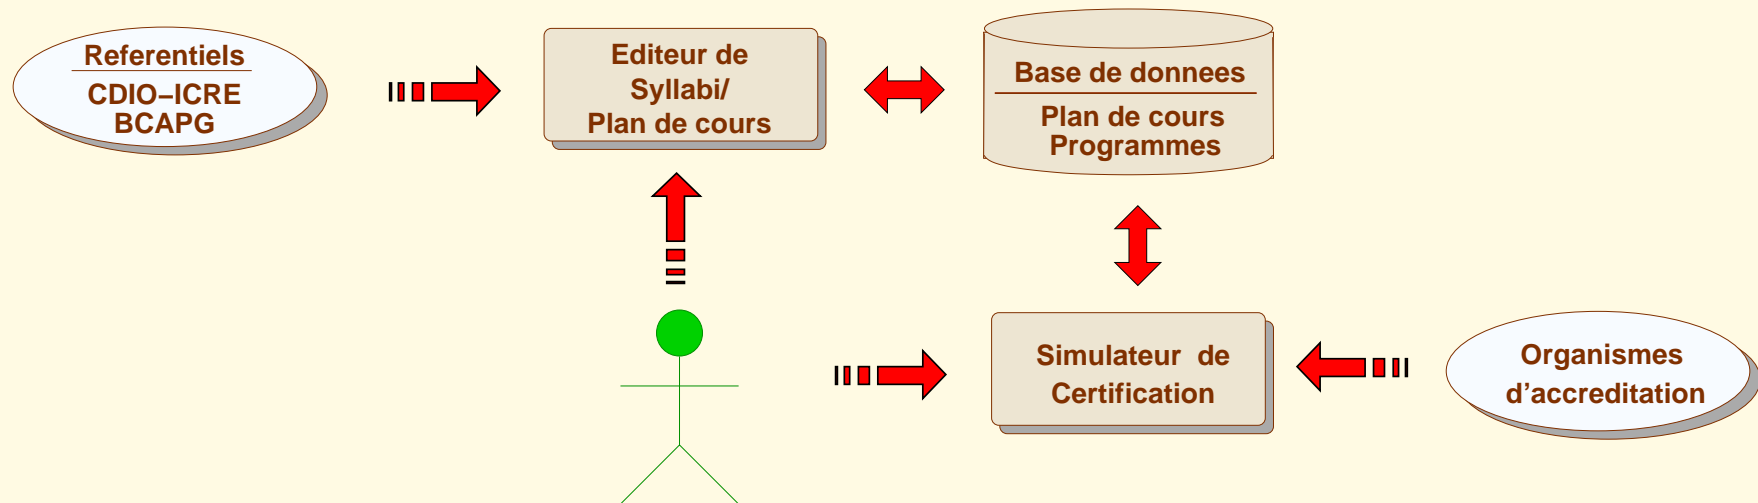 Réferentiels
CDIO–ICRE
BCAPG
Editeur de
Syllabi/
Plan de cours
Base de donnees
Plan de cours
Programmes
Simulateur de
Certification
Organismes
d’accreditation